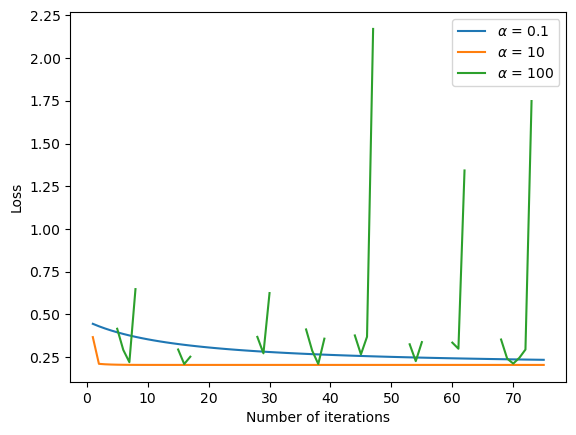 2.25
2.00
1.75
1.50
1.25
1.00
0.75
0.50
0.25
Loss
0 10 20 30 40 50 60 70
Number of iterations
α = 0.1
α = 10
α = 100